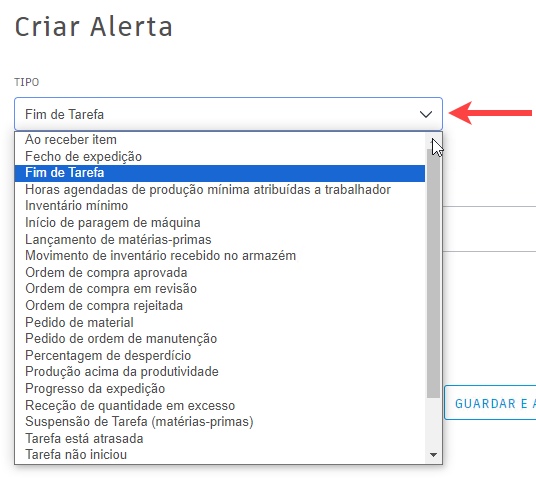 Criar Alerta
TIPO
Fim de Tarefa
Ao receber item
Fecho de expedição
Fim de Tarefa
Horas agendadas de produção mínima atribuídas a trabalhador
Inventário mínimo
Início de paragem de máquina
Lançamento de matérias-primas
Movimento de inventário recebido no armazém
Ordem de compra aprovada
Ordem de compra em revisão
Ordem de compra rejeitada
Pedido de material
Pedido de ordem de manutenção
Percentagem de desperdício
Produção acima da produtividade
Progresso da expedição
Receção de quantidade em excesso
Suspensão de Tarefa (matérias-primas)
Tarefa está atrasada
Tarefa não iniciou
GUARDAR E A